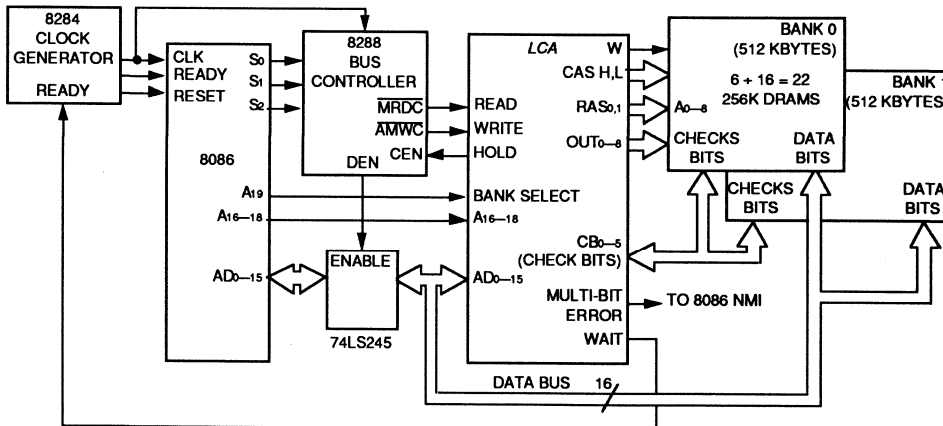 8284
CLOCK
GENERATOR
READY
CLK
READY
RESET
8086
S0
S1
S2
A19
A16—18
AD0—15
8288
BUS
CONTROLLER
MRDC
AMWC
CEN
DEN
ENABLE
74LS245
LCA
READ
WRITE
HOLD
BANK SELECT
A16—18
AD0—15
W
CAS H,L
RAS0,1
OUT0—8
CB0—5
(CHECK BITS)
MULTI-BIT
ERROR
WAIT
TO 8086 NMI
DATA BUS 16
BANK 0
(512 KBYTES)
6 + 16 = 22
256K DRAMS
A0—8
CHECKS
BITS
DATA
BITS
BANK 1
(512 KBYTES)
CHECKS
BITS
DATA
BITS